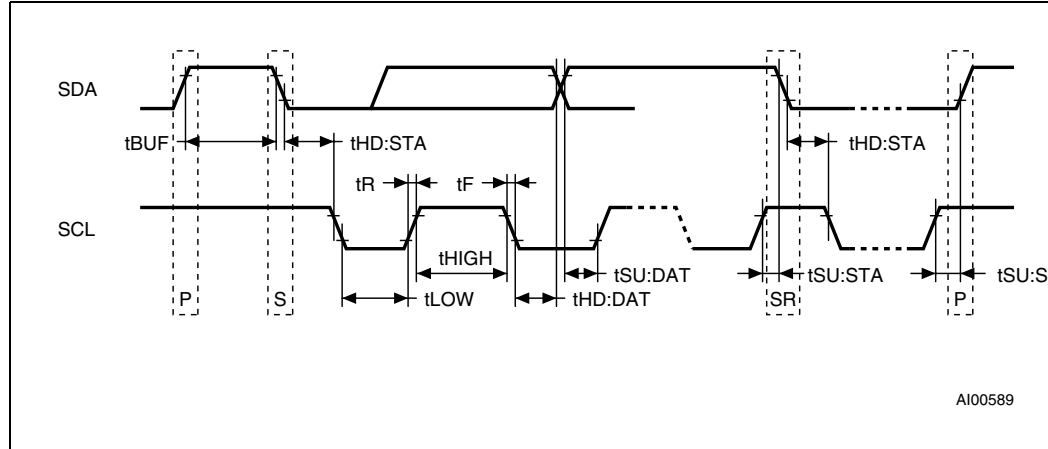 SDA
tBUF
tHD:STA
tHD:STA
tR
tF
SCL
tHIGH
tSU:DAT
tSU:STA
tSU:S
tLOW
tHD:DAT
P
S
SR
P
AI00589